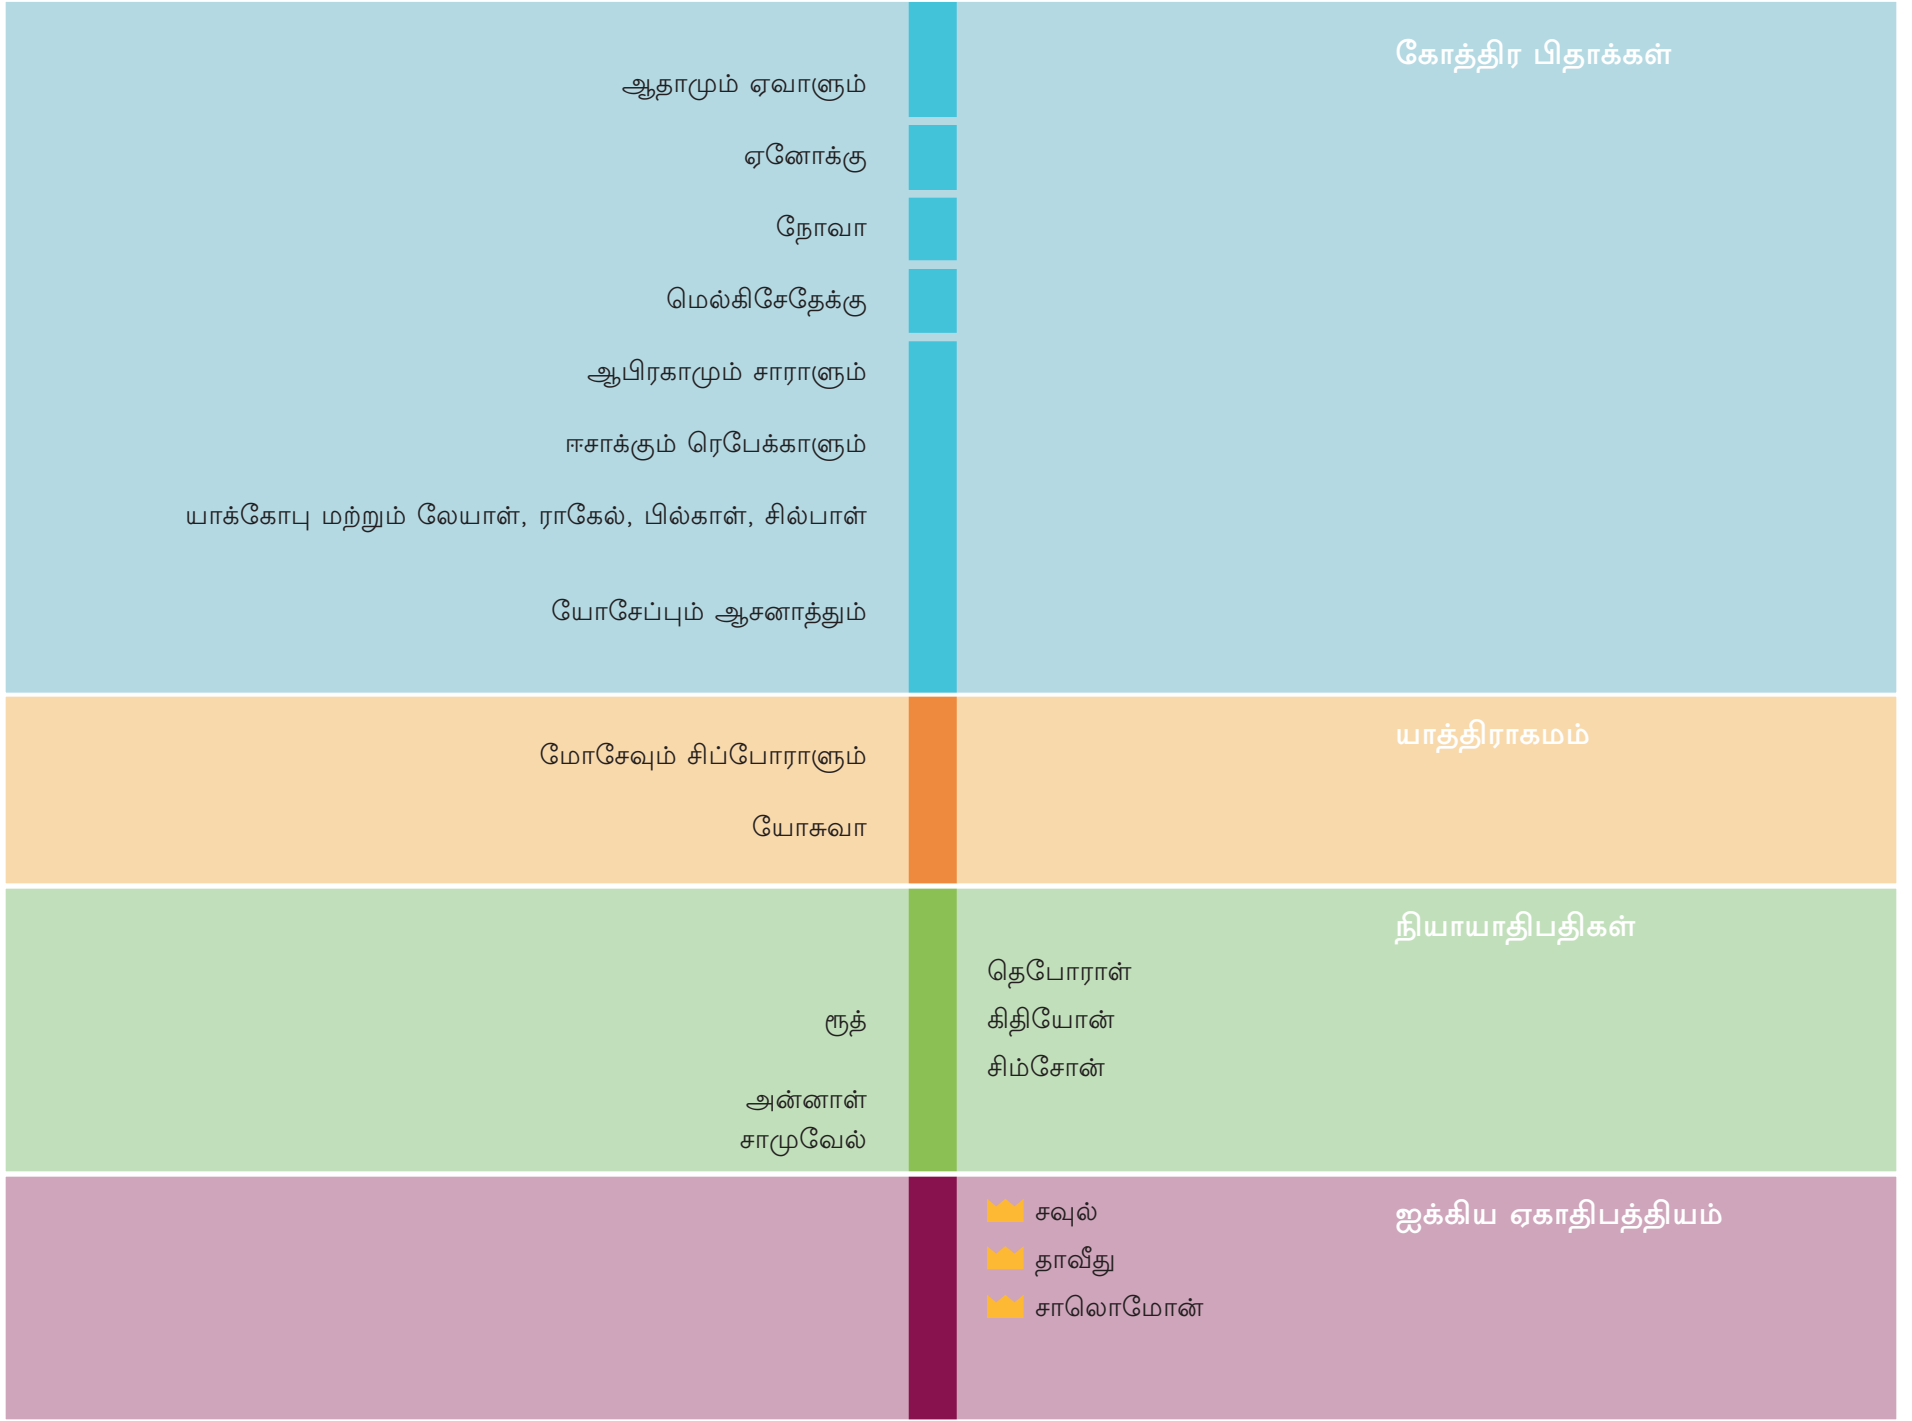 கோத்திர பிதாக்கள்
ஆதாமும் ஏவாளும்
ஏனோக்கு
நோவா
மெல்கிசேதேக்கு
ஆபிரகாமும் சாராளும்
ஈசாக்கும் ரெபேக்காளும்
யாக்கோபு மற்றும் லேயாள், ராகேல், பில்காள், சில்பாள்
யோசேப்பும் ஆசனாத்தும்
யாத்திராகமம்
மோசேவும் சிப்போராளும்
யோசுவா
நியாயாதிபதிகள்
தெபோராள்
ரூத்
கிதியோன்
சிம்சோன்
அன்னாள்
சாமுவேல்
ஐக்கிய ஏகாதிபத்தியம்
சவுல்
தாவீது
சாலொமோன்